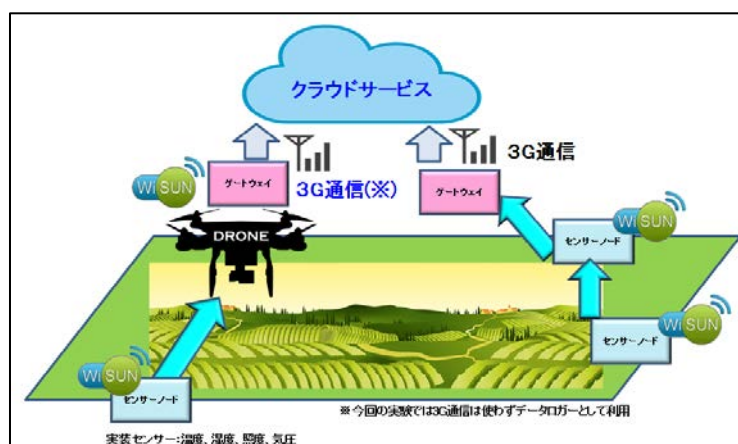 クラウドサービス
3G通信
ゲートウェイ
3G通信(※)
Wi SUN
ゲートウェイ
DRONE
センサーノード
Wi SUN
センサーノード
Wi SUN
Wi SUN
センサーノード
※今回の実験では3G通信は使わずデータロガーとして利用
実装センサー:温度、湿度、照度、気圧